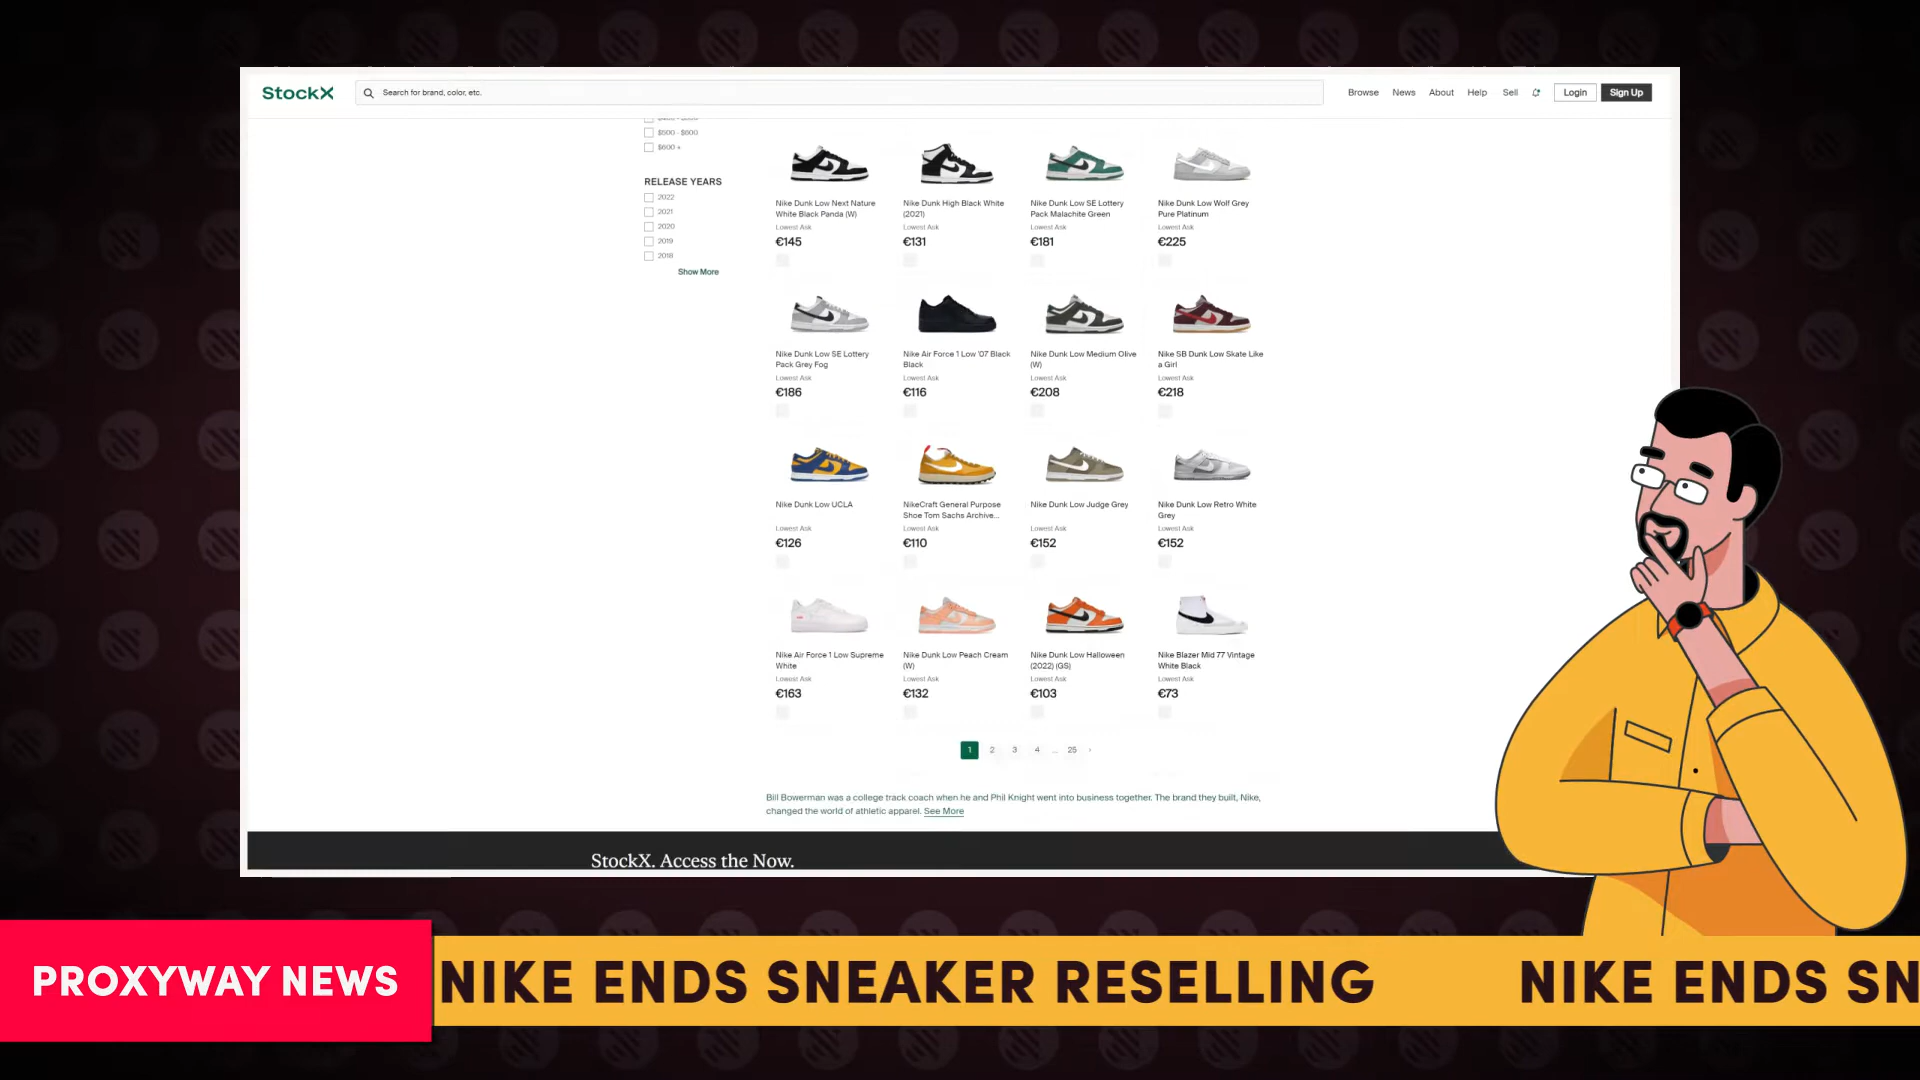 StockX
Search for brand, color, etc.
Browse News About Help Sell Login Sign Up
$500 - $600
$600 +
RELEASE YEARS
2022
2021
2020
2019
2018
Show More
Nike Dunk Low Next Nature
White Black Panda (W)
Lowest Ask
€145
Nike Dunk High Black White
(2021)
Lowest Ask
€131
Nike Dunk Low SE Lottery
Pack Malachite Green
Lowest Ask
€181
Nike Dunk Low Wolf Grey
Pure Platinum
Lowest Ask
€225
Nike Dunk Low SE Lottery
Pack Grey Fog
Lowest Ask
€186
Nike Air Force 1 Low '07 Black
Black
Lowest Ask
€116
Nike Dunk Low Medium Olive
(W)
Lowest Ask
€208
Nike SB Dunk Low Skate Like
a Girl
Lowest Ask
€218
Nike Dunk Low UCLA
Lowest Ask
€126
NikeCraft General Purpose
Shoe Tom Sachs Archive...
Lowest Ask
€110
Nike Dunk Low Judge Grey
Lowest Ask
€152
Nike Dunk Low Retro White
Grey
Lowest Ask
€152
Nike Air Force 1 Low Supreme
White
Lowest Ask
€163
Nike Dunk Low Peach Cream
(W)
Lowest Ask
€132
Nike Dunk Low Halloween
(2022) (GS)
Lowest Ask
€103
Nike Blazer Mid 77 Vintage
White Black
Lowest Ask
€73
1 2 3 4 ... 25 ›
Bill Bowerman was a college track coach when he and Phil Knight went into business together. The brand they built, Nike,
changed the world of athletic apparel. See More
StockX. Access the Now.
PROXYWAY NEWS
NIKE ENDS SNEAKER RESELLING NIKE ENDS SN